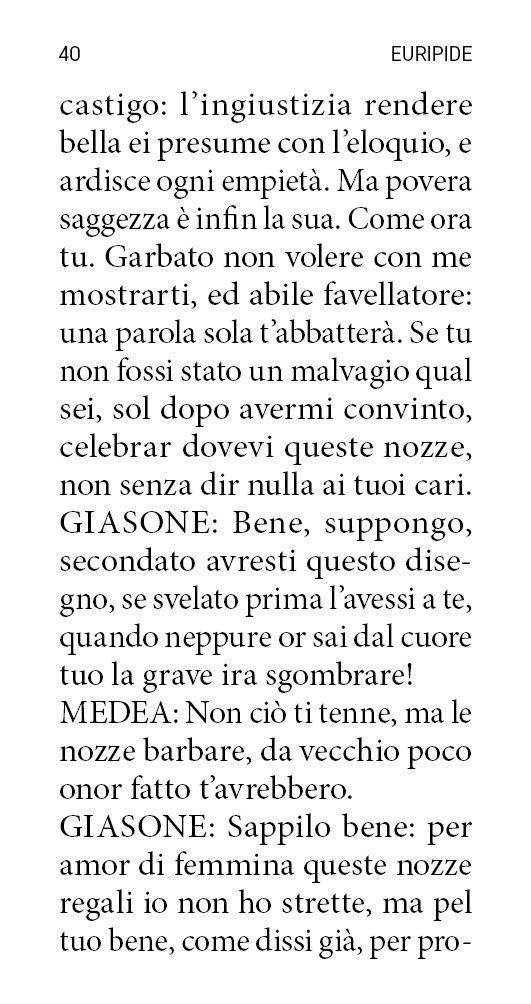 40 EURIPIDE
castigo: l’ingiustizia rendere
bella ei presume con l’eloquio, e
ardisce ogni empietà. Ma povera
saggezza è infin la sua. Come ora
tu. Garbato non volere con me
mostrarti, ed abile favellatore:
una parola sola t’abbatterà. Se tu
non fossi stato un malvagio qual
sei, sol dopo avermi convinto,
celebrar dovevi queste nozze,
non senza dir nulla ai tuoi cari.
GIASONE: Bene, suppongo,
secondato avresti questo dise-
gno, se svelato prima l’avessi a te,
quando neppure or sai dal cuore
tuo la grave ira sgombrare!
MEDEA: Non ciò ti tenne, ma le
nozze barbare, da vecchio poco
onor fatto t’avrebbero.
GIASONE: Sappilo bene: per
amor di femmina queste nozze
regali io non ho strette, ma pel
tuo bene, come dissi già, per pro-